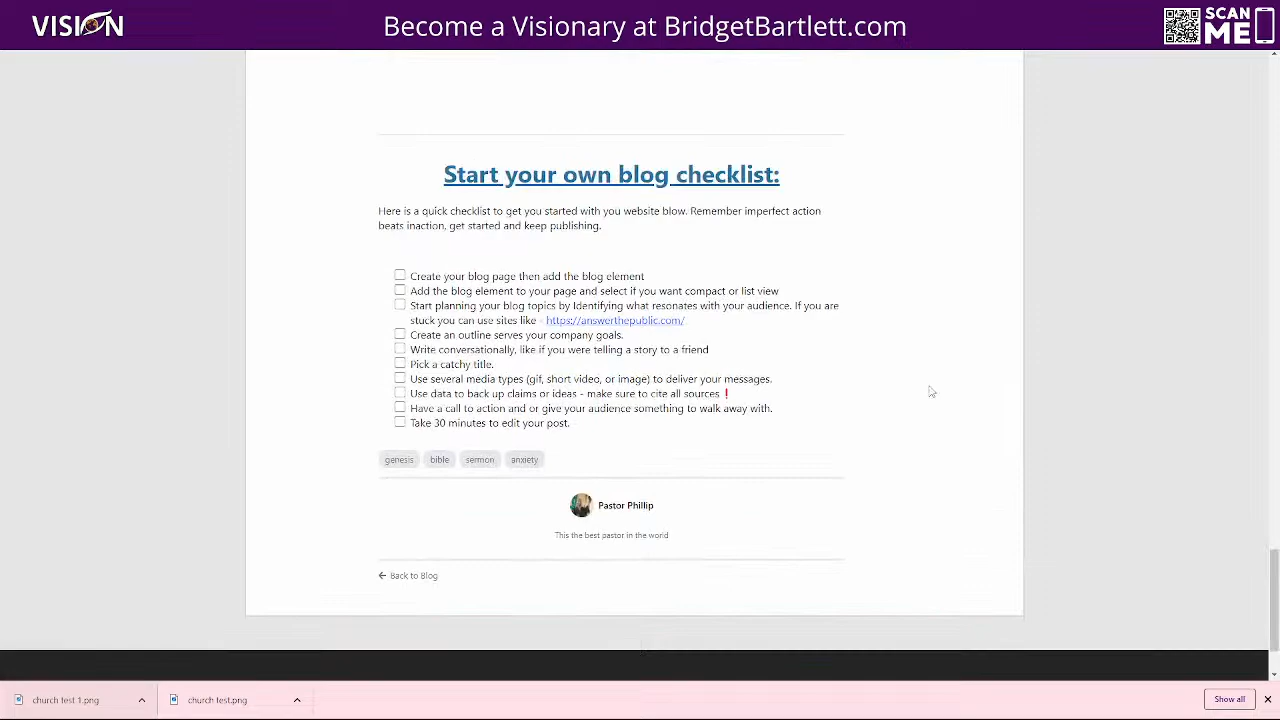 VISION
Become a Visionary at BridgetBartlett.com
SCAN
ME
Start your own blog checklist:
Here is a quick checklist to get you started with you website blow. Remember imperfect action
beats inaction, get started and keep publishing.
Create your blog page then add the blog element
Add the blog element to your page and select if you want compact or list view
Start planning your blog topics by Identifying what resonates with your audience. If you are
stuck you can use sites like - https://answerthepublic.com/
Create an outline serves your company goals.
Write conversationally, like if you were telling a story to a friend
Pick a catchy title.
Use several media types (gif, short video, or image) to deliver your messages.
Use data to back up claims or ideas - make sure to cite all sources❗
Have a call to action and or give your audience something to walk away with.
Take 30 minutes to edit your post.
genesis bible sermon anxiety
Pastor Phillip
This the best pastor in the world
← Back to Blog
church test 1.png church test.png Show all